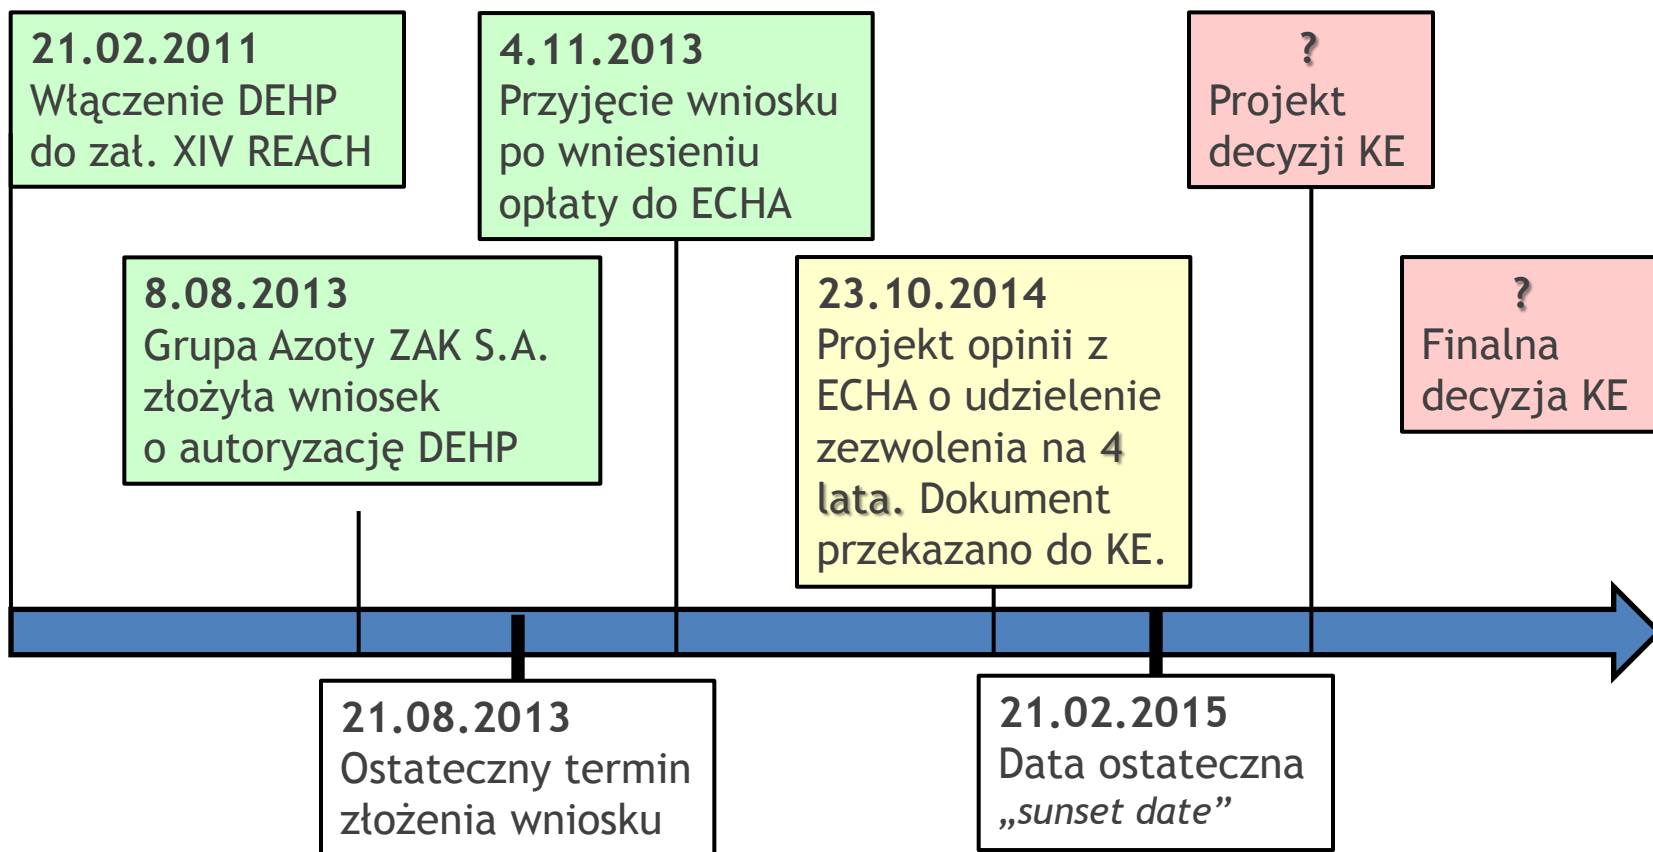 21.02.2011
Włączenie DEHP
do zał. XIV REACH
4.11.2013
Przyjęcie wniosku
po wniesieniu
opłaty do ECHA
?
Projekt
decyzji KE
8.08.2013
Grupa Azoty ZAK S.A.
złożyła wniosek
o autoryzację DEHP
23.10.2014
Projekt opinii z
ECHA o udzielenie
zezwolenia na 4
lata. Dokument
przekazano do KE.
?
Finalna
decyzja KE
21.08.2013
Ostateczny termin
złożenia wniosku
21.02.2015
Data ostateczna
„sunset date”